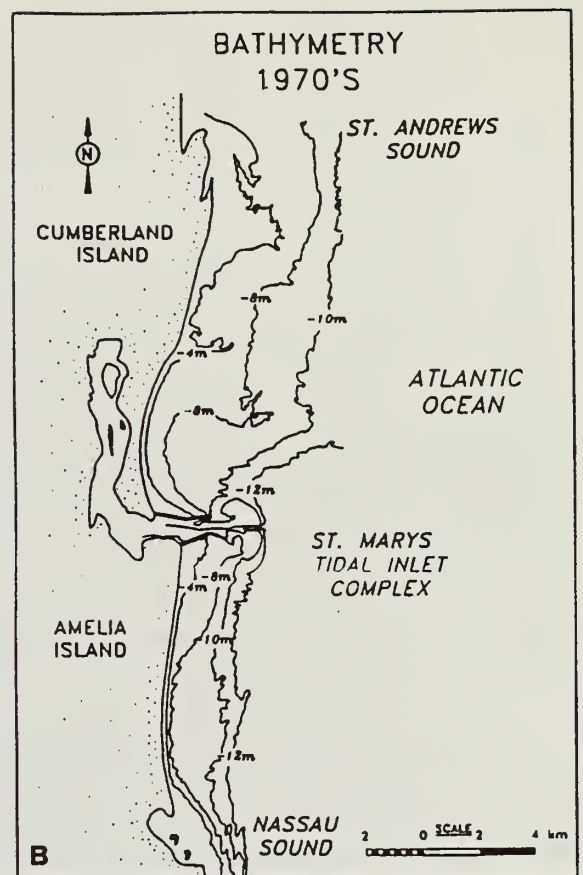 BATHYMETRY
1970'S
ST. ANDREWS
SOUND
N
CUMBERLAND
ISLAND
-8m
-10m
-4m
ATLANTIC
OCEAN
-8m
-12m
ST. MARYS
TIDAL INLET
COMPLEX
-8m
-4m
AMELIA
ISLAND
-10m
-12m
NASSAU
SOUND
SCALE
2 0 2 4 km
B